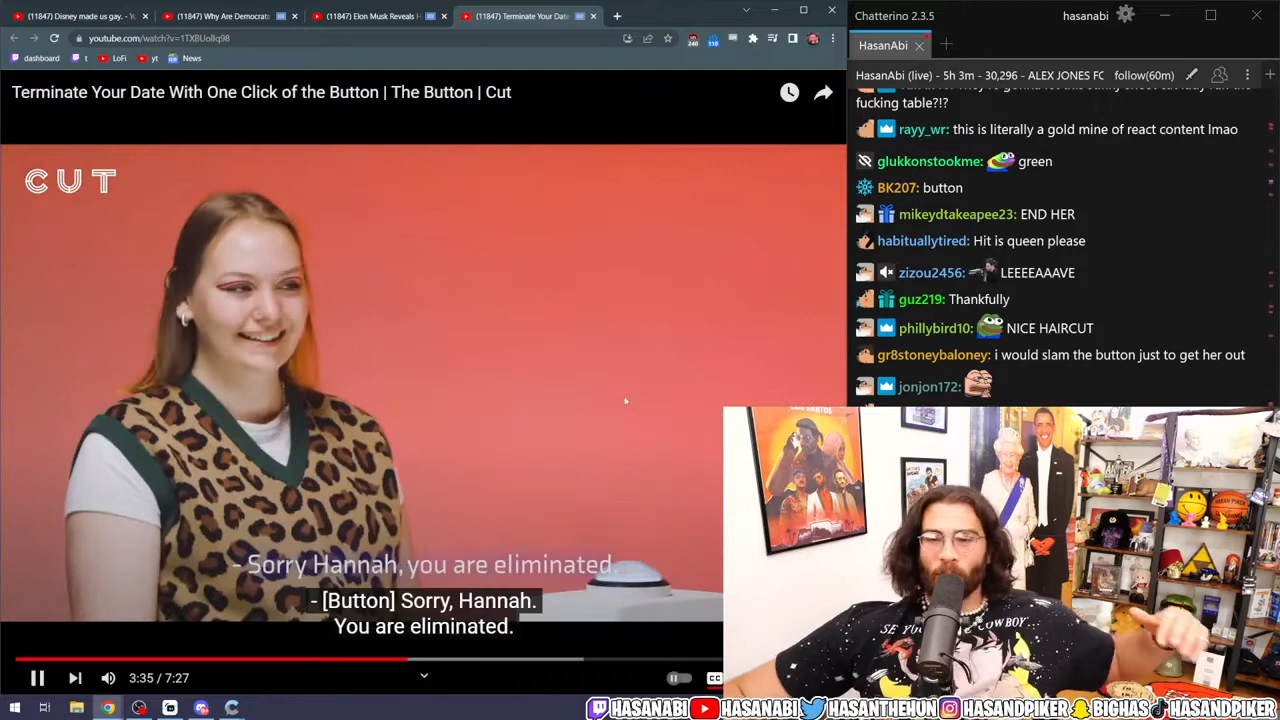 (11847) Disney made us gay. - Y
(11847) Why Are Democrats
(11847) Elon Musk Reveals H
(11847) Terminate Your Date
Chatterino 2.3.5
hasanabi
youtube.com/watch?v=1TXBUoIlq98
240
110
dashboard
t
LoFi
yt
News
HasanAbi
HasanAbi (live) - 5h 3m - 30,296 - ALEX JONES FC
follow(60m)
Terminate Your Date With One Click of the Button | The Button | Cut
fucking table?!?
rayy_wr: this is literally a gold mine of react content lmao
glukkonstookme: green
BK207: button
mikeydtakeapee23: END HER
habituallytired: Hit is queen please
zizou2456: LEEEEAAAVE
guz219: Thankfully
phillybird10: NICE HAIRCUT
gr8stoneybaloney: i would slam the button just to get her out
jonjon172:
CUT
- Sorry Hannah, you are eliminated.
- [Button] Sorry, Hannah.
You are eliminated.
3:35 / 7:27
CC
HASANABI
HASANABI
HASANTHEHUN
HASANDPIKER
BIGHAS
HASANDPIKER